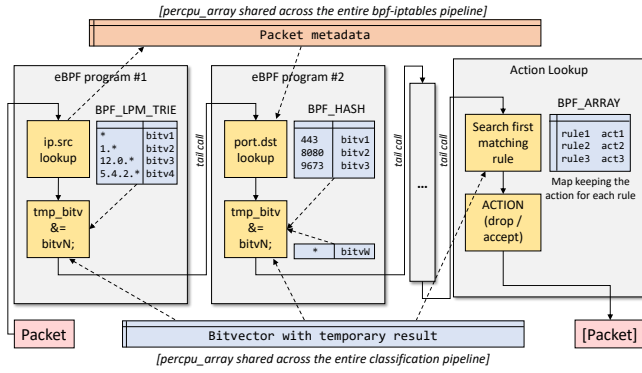 [percpu_array shared across the entire bpf-iptables pipeline]
Packet metadata
eBPF program #1
BPF_LPM_TRIE
ip.src
lookup
* bitv1
1.* bitv2
12.0.* bitv3
5.4.2.* bitv4
tmp_bitv
&=
bitvN;
tail call
eBPF program #2
BPF_HASH
port.dst
lookup
443 bitv1
8080 bitv2
9673 bitv3
tmp_bitv
&=
bitvN;
* bitvW
tail call
...
tail call
Action Lookup
BPF_ARRAY
Search first
matching
rule
rule1 act1
rule2 act2
rule3 act3
Map keeping the
action for each rule
ACTION
(drop /
accept)
Packet
Bitvector with temporary result
[Packet]
[percpu_array shared across the entire classification pipeline]